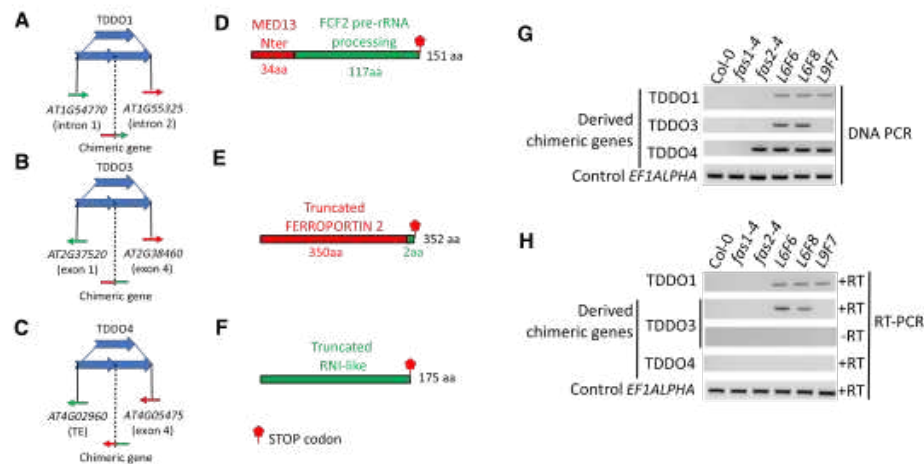 A
TDDO1
AT1G54770
(intron 1)
AT1G55325
(intron 2)
Chimeric gene
B
TDDO3
AT2G37520
(exon 1)
AT2G38460
(exon 4)
Chimeric gene
C
TDDO4
AT4G02960
(TE)
AT4G05475
(exon 4)
Chimeric gene
D
MED13
Nter
FCF2 pre-rRNA
processing
151 aa
34aa
117aa
E
Truncated
FERROPORTIN 2
352 aa
350aa
2aa
F
Truncated
RNI-like
175 aa
STOP codon
G
Col-0
fas1-4
fas2-4
L6F6
L6F8
L9F7
Derived
chimeric genes
TDDO1
TDDO3
TDDO4
Control EF1ALPHA
DNA PCR
H
Col-0
fas1-4
fas2-4
L6F6
L6F8
L9F7
Derived
chimeric genes
TDDO1
+RT
TDDO3
+RT
-RT
TDDO4
+RT
Control EF1ALPHA
+RT
RT-PCR